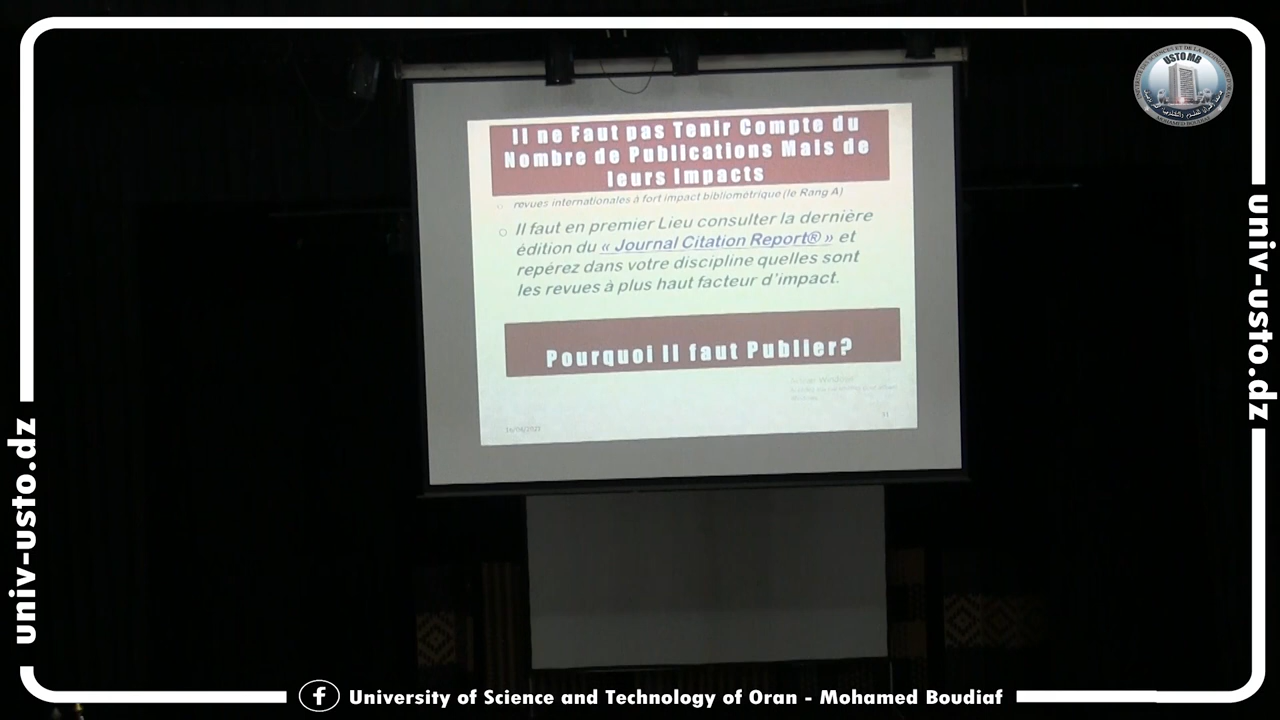 USTO MB
Il ne Faut pas Tenir Compte du
Nombre de Publications Mais de
leurs Impacts
revues internationales à fort impact bibliométrique (le Rang A)
Il faut en premier Lieu consulter la dernière
édition du « Journal Citation Report® » et
repérez dans votre discipline quelles sont
les revues à plus haut facteur d'impact.
Pourquoi Il faut Publier?
11
univ-usto.dz
univ-usto.dz
University of Science and Technology of Oran - Mohamed Boudiaf